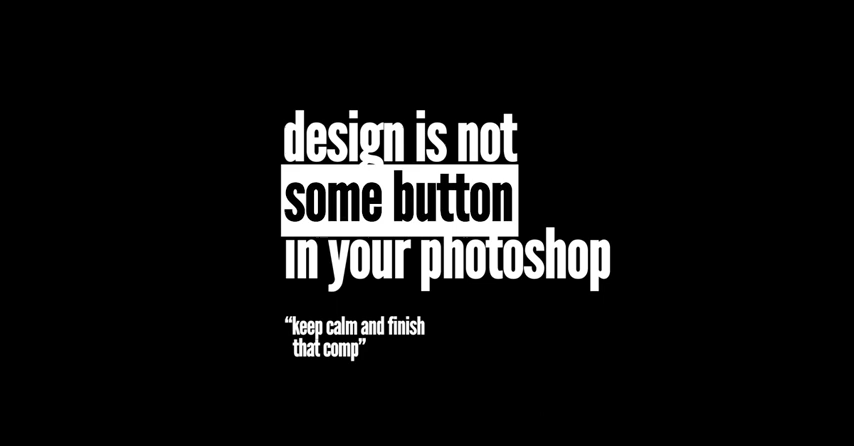 design is not
some button
in your photoshop
“keep calm and finish
that comp”